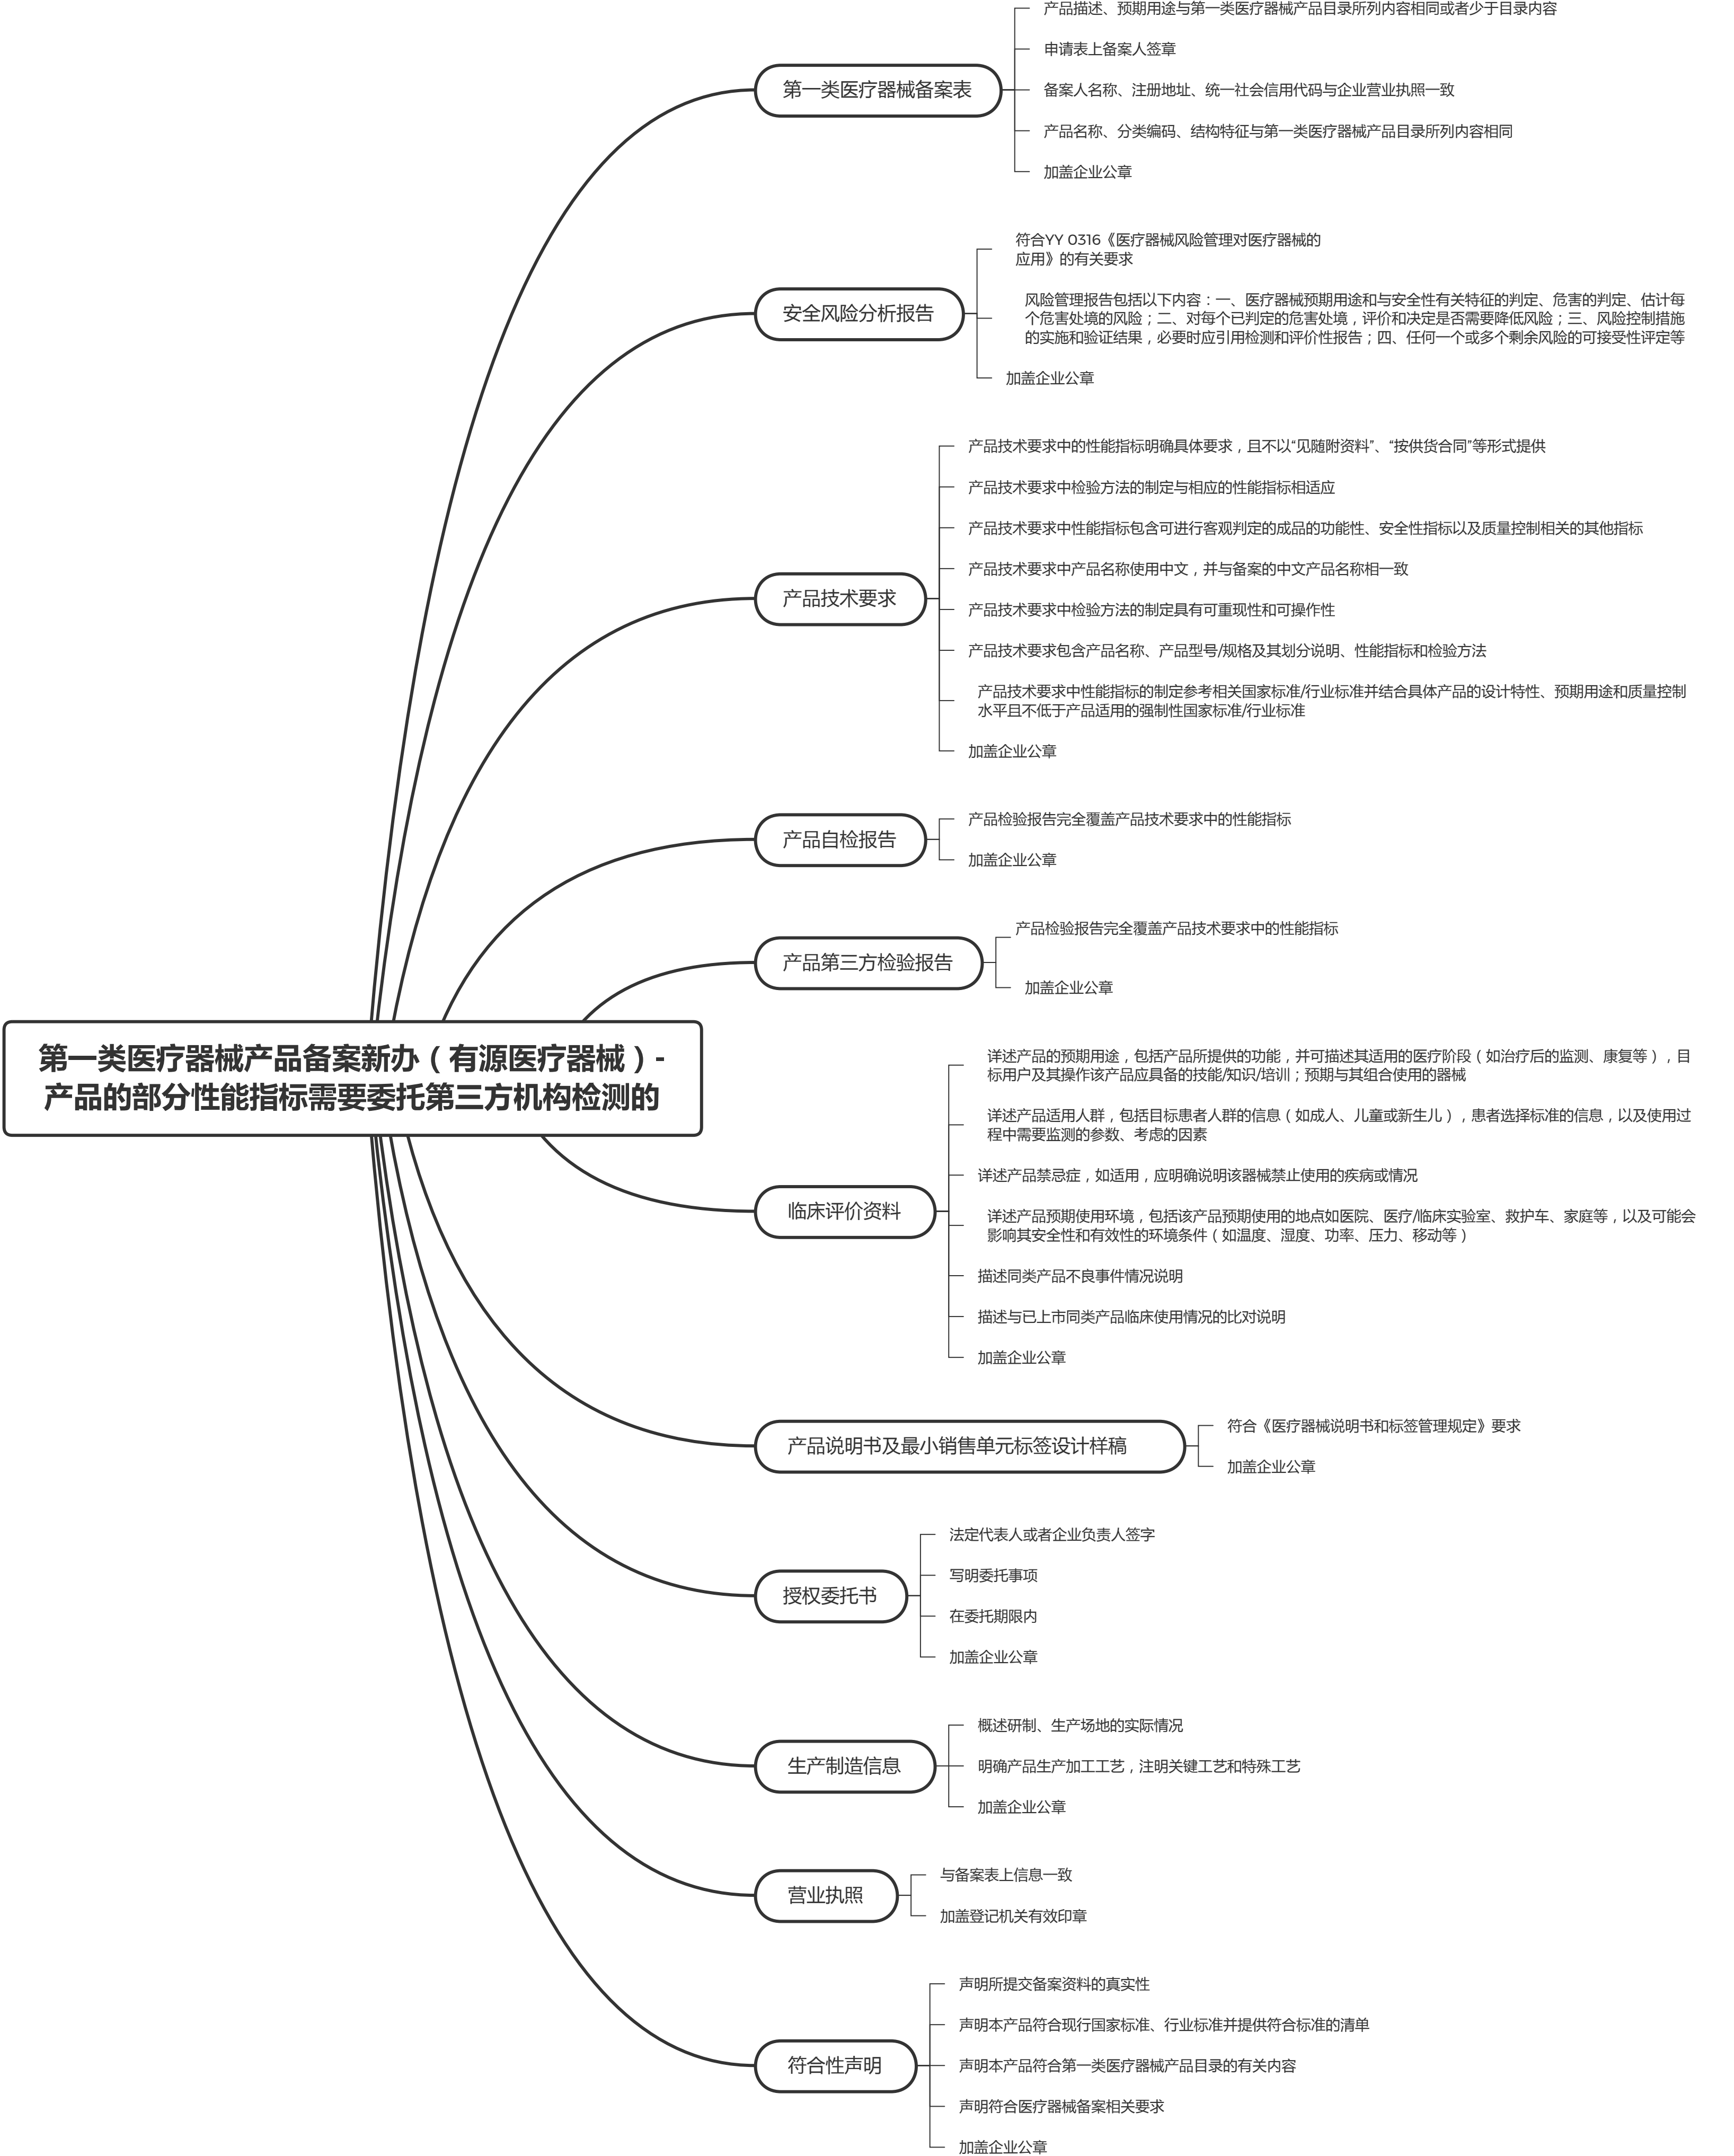 第一类医疗器械产品备案新办（有源医疗器械）-
产品的部分性能指标需要委托第三方机构检测的
第一类医疗器械备案表
产品描述、预期用途与第一类医疗器械产品目录所列内容相同或者少于目录内容
申请表上备案人签章
备案人名称、注册地址、统一社会信用代码与企业营业执照一致
产品名称、分类编码、结构特征与第一类医疗器械产品目录所列内容相同
加盖企业公章
安全风险分析报告
符合YY 0316《医疗器械风险管理对医疗器械的
应用》的有关要求
风险管理报告包括以下内容：一、医疗器械预期用途和与安全性有关特征的判定、危害的判定、估计每
个危害处境的风险；二、对每个已判定的危害处境，评价和决定是否需要降低风险；三、风险控制措施
的实施和验证结果，必要时应引用检测和评价性报告；四、任何一个或多个剩余风险的可接受性评定等
加盖企业公章
产品技术要求
产品技术要求中的性能指标明确具体要求，且不以“见随附资料”、“按供货合同”等形式提供
产品技术要求中检验方法的制定与相应的性能指标相适应
产品技术要求中性能指标包含可进行客观判定的成品的功能性、安全性指标以及质量控制相关的其他指标
产品技术要求中产品名称使用中文，并与备案的中文产品名称相一致
产品技术要求中检验方法的制定具有可重现性和可操作性
产品技术要求包含产品名称、产品型号/规格及其划分说明、性能指标和检验方法
产品技术要求中性能指标的制定参考相关国家标准/行业标准并结合具体产品的设计特性、预期用途和质量控制
水平且不低于产品适用的强制性国家标准/行业标准
加盖企业公章
产品自检报告
产品检验报告完全覆盖产品技术要求中的性能指标
加盖企业公章
产品第三方检验报告
产品检验报告完全覆盖产品技术要求中的性能指标
加盖企业公章
临床评价资料
详述产品的预期用途，包括产品所提供的功能，并可描述其适用的医疗阶段（如治疗后的监测、康复等），目
标用户及其操作该产品应具备的技能/知识/培训；预期与其组合使用的器械
详述产品适用人群，包括目标患者人群的信息（如成人、儿童或新生儿），患者选择标准的信息，以及使用过
程中需要监测的参数、考虑的因素
详述产品禁忌症，如适用，应明确说明该器械禁止使用的疾病或情况
详述产品预期使用环境，包括该产品预期使用的地点如医院、医疗/临床实验室、救护车、家庭等，以及可能会
影响其安全性和有效性的环境条件（如温度、湿度、功率、压力、移动等）
描述同类产品不良事件情况说明
描述与已上市同类产品临床使用情况的比对说明
加盖企业公章
产品说明书及最小销售单元标签设计样稿
符合《医疗器械说明书和标签管理规定》要求
加盖企业公章
授权委托书
法定代表人或者企业负责人签字
写明委托事项
在委托期限内
加盖企业公章
生产制造信息
概述研制、生产场地的实际情况
明确产品生产加工工艺，注明关键工艺和特殊工艺
加盖企业公章
营业执照
与备案表上信息一致
加盖登记机关有效印章
符合性声明
声明所提交备案资料的真实性
声明本产品符合现行国家标准、行业标准并提供符合标准的清单
声明本产品符合第一类医疗器械产品目录的有关内容
声明符合医疗器械备案相关要求
加盖企业公章